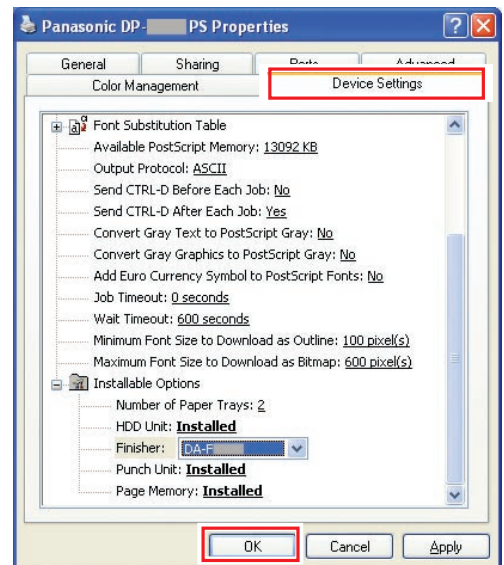 Panasonic DP- PS Properties
General Sharing Ports Advanced
Color Management Device Settings
Font Substitution Table
Available PostScript Memory: 13092 KB
Output Protocol: ASCII
Send CTRL-D Before Each Job: No
Send CTRL-D After Each Job: Yes
Convert Gray Text to PostScript Gray: No
Convert Gray Graphics to PostScript Gray: No
Add Euro Currency Symbol to PostScript Fonts: No
Job Timeout: 0 seconds
Wait Timeout: 600 seconds
Minimum Font Size to Download as Outline: 100 pixel(s)
Maximum Font Size to Download as Bitmap: 600 pixel(s)
Installable Options
Number of Paper Trays: 2
HDD Unit: Installed
Finisher: DA-F
Punch Unit: Installed
Page Memory: Installed
OK Cancel Apply